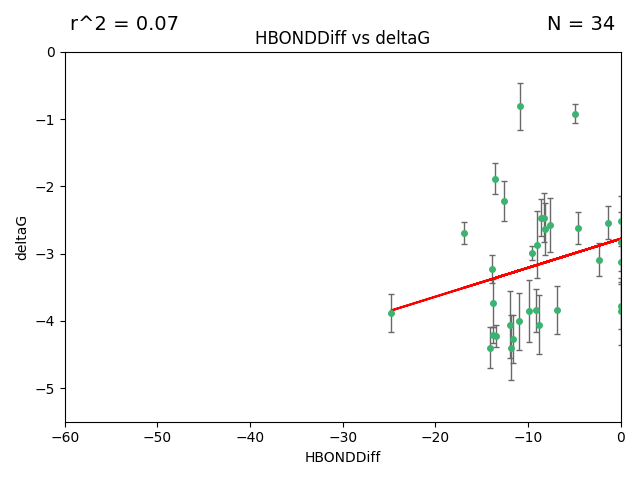 r^2 = 0.07
N = 34
HBONDDiff vs deltaG
deltaG
0
−1
−2
−3
−4
−5
−60
−50
−40
−30
−20
−10
0
HBONDDiff